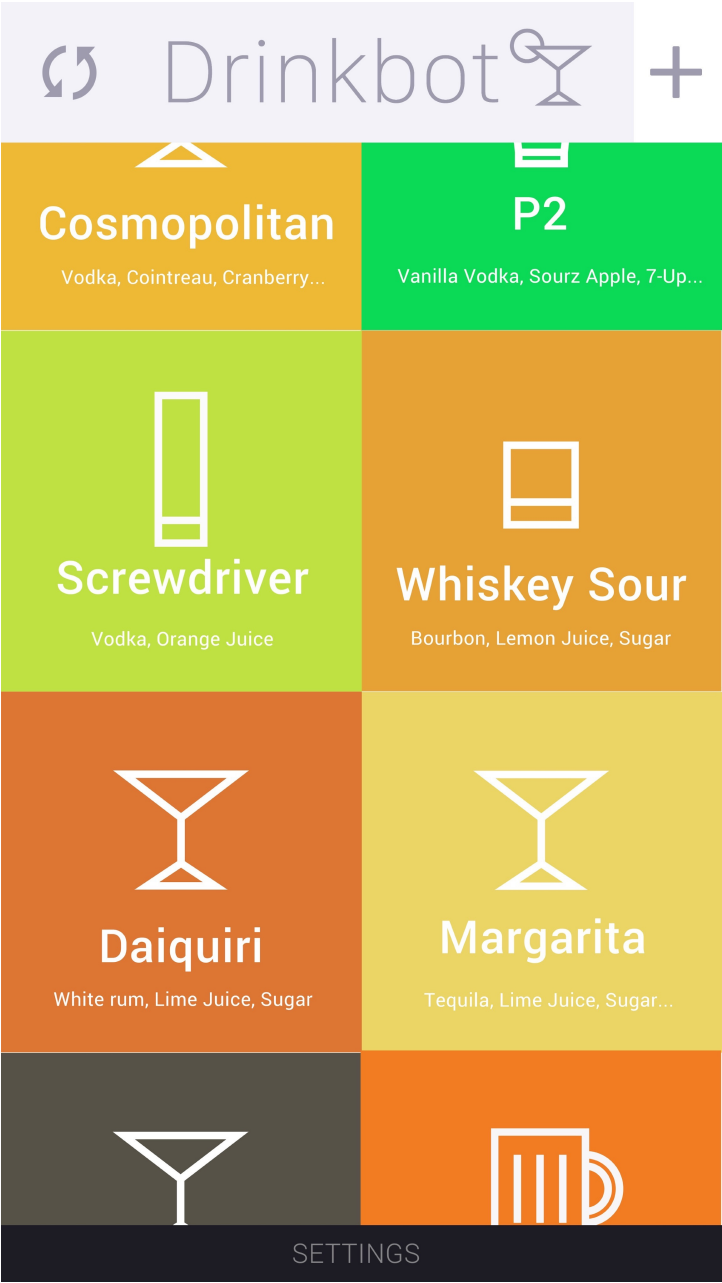 Drinkbot
Cosmopolitan
Vodka, Cointreau, Cranberry...
P2
Vanilla Vodka, Sourz Apple, 7-Up...
Screwdriver
Vodka, Orange Juice
Whiskey Sour
Bourbon, Lemon Juice, Sugar
Daiquiri
White rum, Lime Juice, Sugar
Margarita
Tequila, Lime Juice, Sugar...
SETTINGS